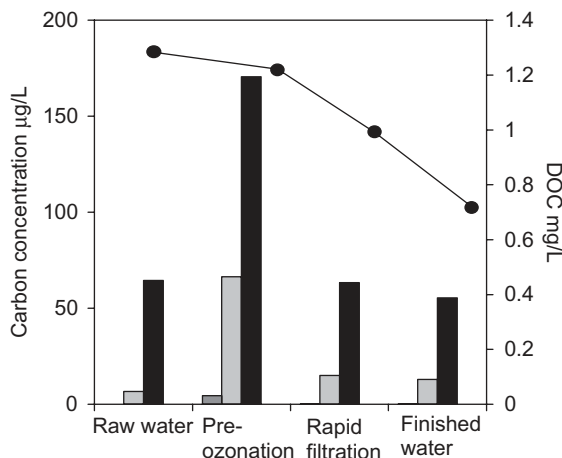 200
150
100
50
0
Carbon concentration µg/L
1.4
1.2
1
0.8
0.6
0.4
0.2
0
DOC mg/L
Raw water
Pre-
ozonation
Rapid
filtration
Finished
water